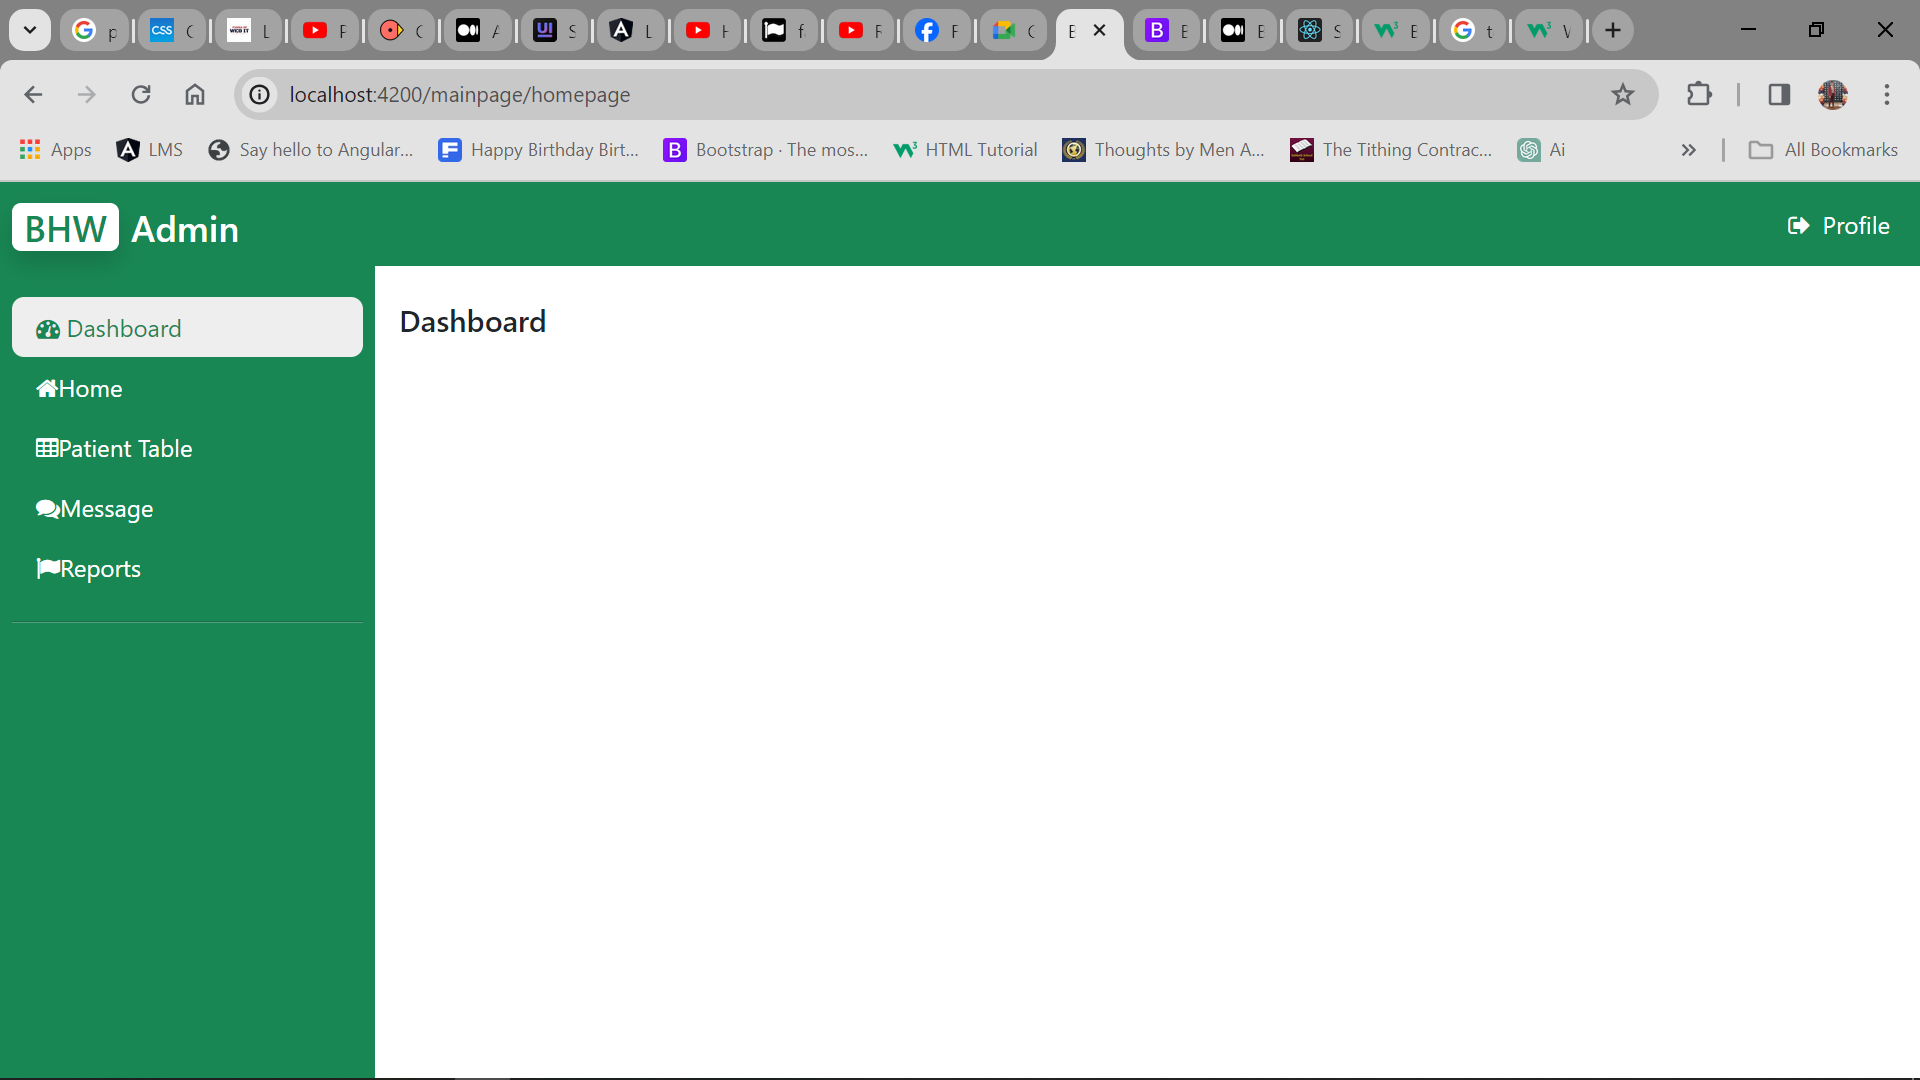 localhost:4200/mainpage/homepage
Apps LMS Say hello to Angular... Happy Birthday Birt... Bootstrap · The mos... HTML Tutorial Thoughts by Men A... The Tithing Contrac... Ai » All Bookmarks
BHW Admin
Profile
Dashboard
Home
Patient Table
Message
Reports
Dashboard